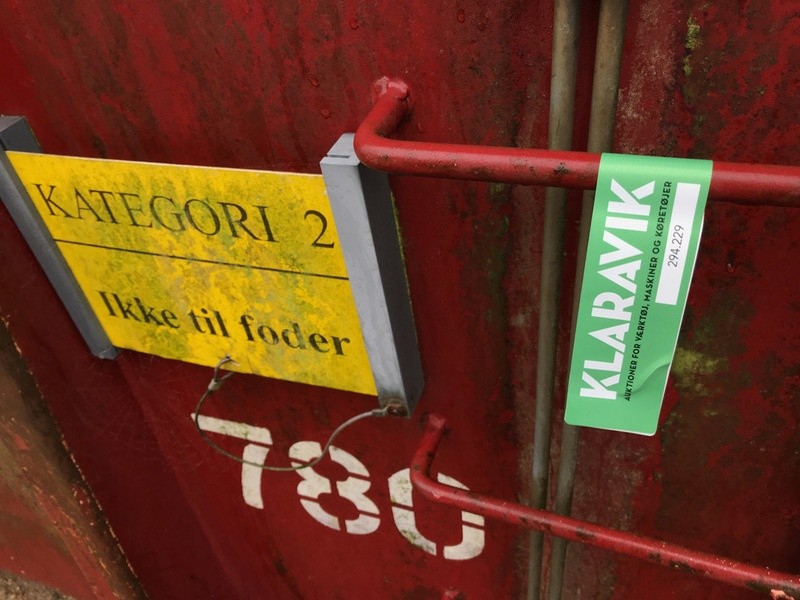 KATEGORI 2
Ikke til foder
780
KLARAVIK
AUKTIONER FOR VÆRKTØJ, MASKINER OG KØRETØJER
294.229